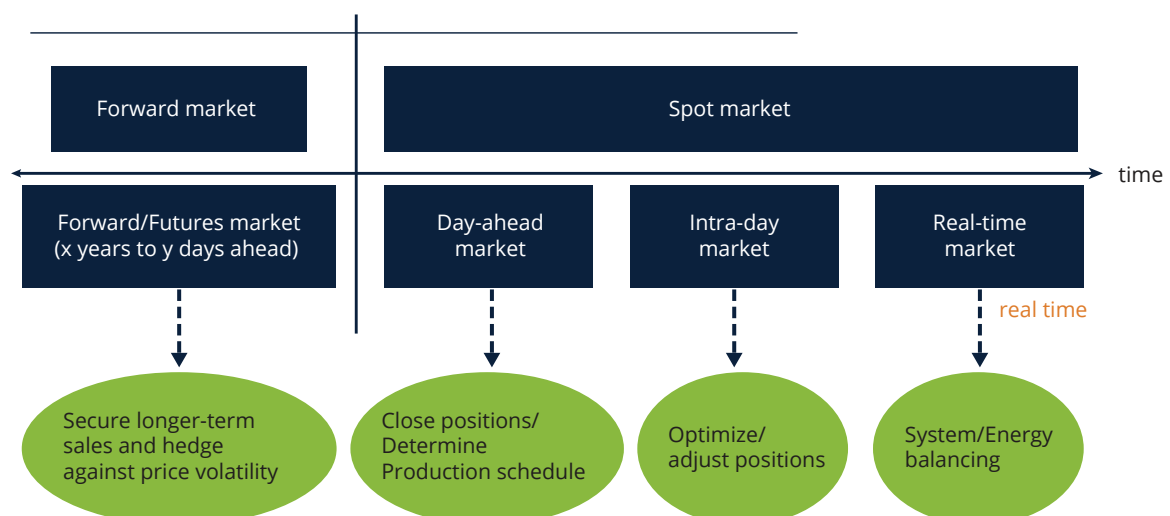 Forward market
Spot market
time
Forward/Futures market
(x years to y days ahead)
Day-ahead
market
Intra-day
market
Real-time
market
real time
Secure longer-term
sales and hedge
against price volatility
Close positions/
Determine
Production schedule
Optimize/
adjust positions
System/Energy
balancing